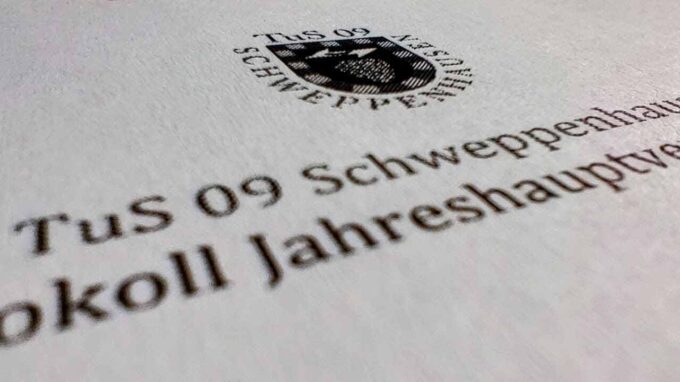 TuS 09
SCHWEPPENHAUSEN
TuS 09 Schweppenhau
okoll Jahreshauptve